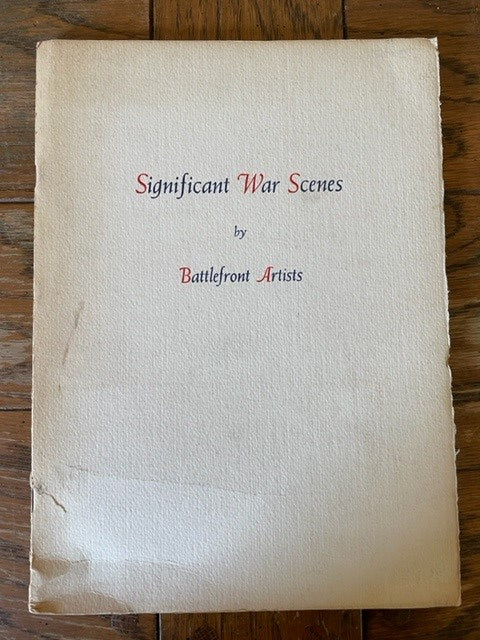 Significant War Scenes
by
Battlefront Artists